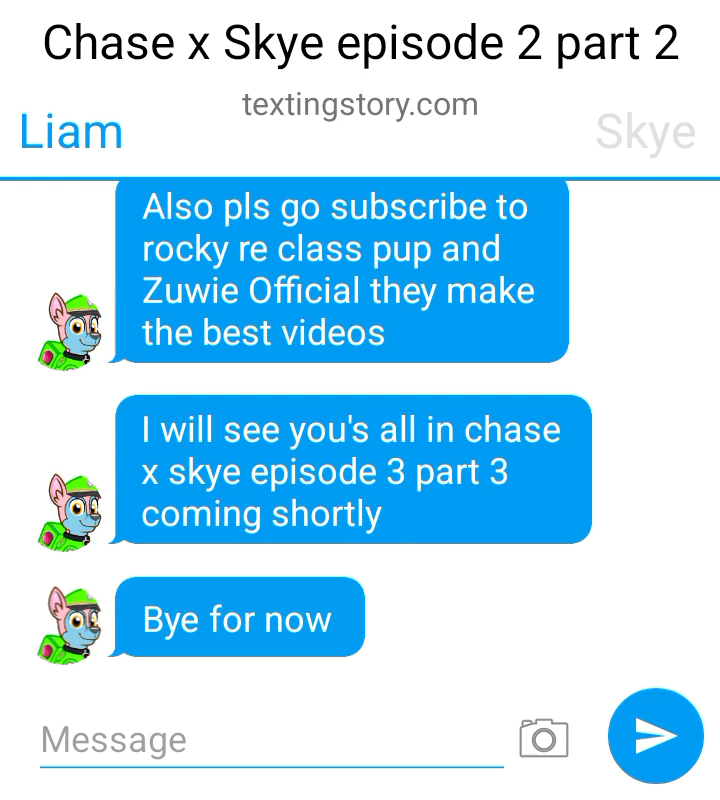 Chase x Skye episode 2 part 2
textingstory.com
Liam
Skye
Also pls go subscribe to
rocky re class pup and
Zuwie Official they make
the best videos
I will see you's all in chase
x skye episode 3 part 3
coming shortly
Bye for now
Message